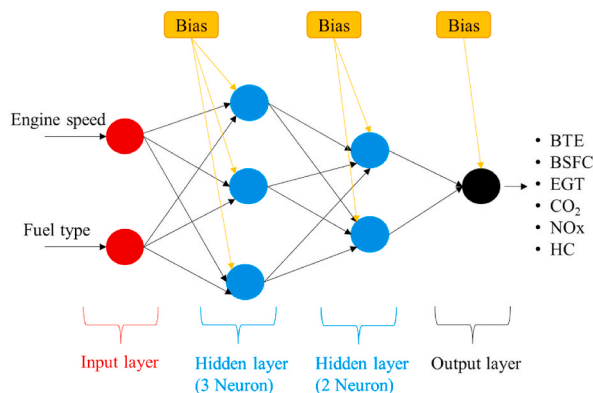 Bias
Bias
Bias
Engine speed
Fuel type
• BTE
• BSFC
• EGT
• CO₂
• NOx
• HC
Input layer
Hidden layer
(3 Neuron)
Hidden layer
(2 Neuron)
Output layer